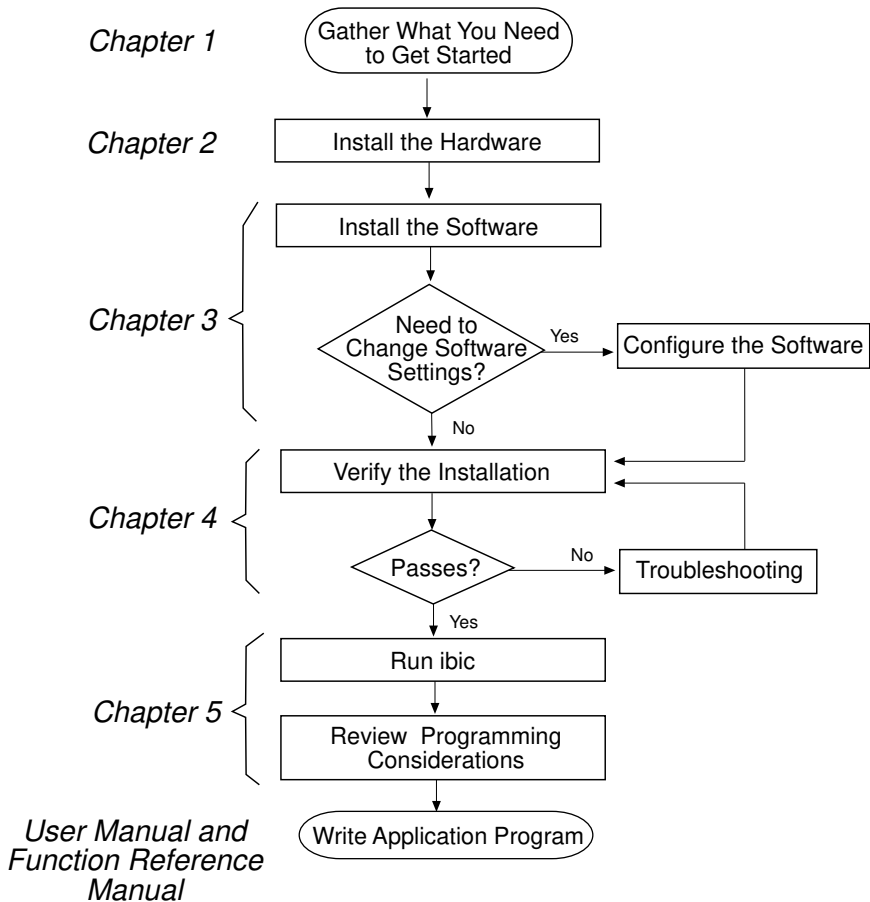 Chapter 1
Gather What You Need
to Get Started
Chapter 2
Install the Hardware
Install the Software
Chapter 3
Need to
Change Software
Settings?
Yes
Configure the Software
No
Verify the Installation
Chapter 4
Passes?
No
Troubleshooting
Yes
Run ibic
Chapter 5
Review Programming
Considerations
User Manual and
Function Reference
Manual
Write Application Program